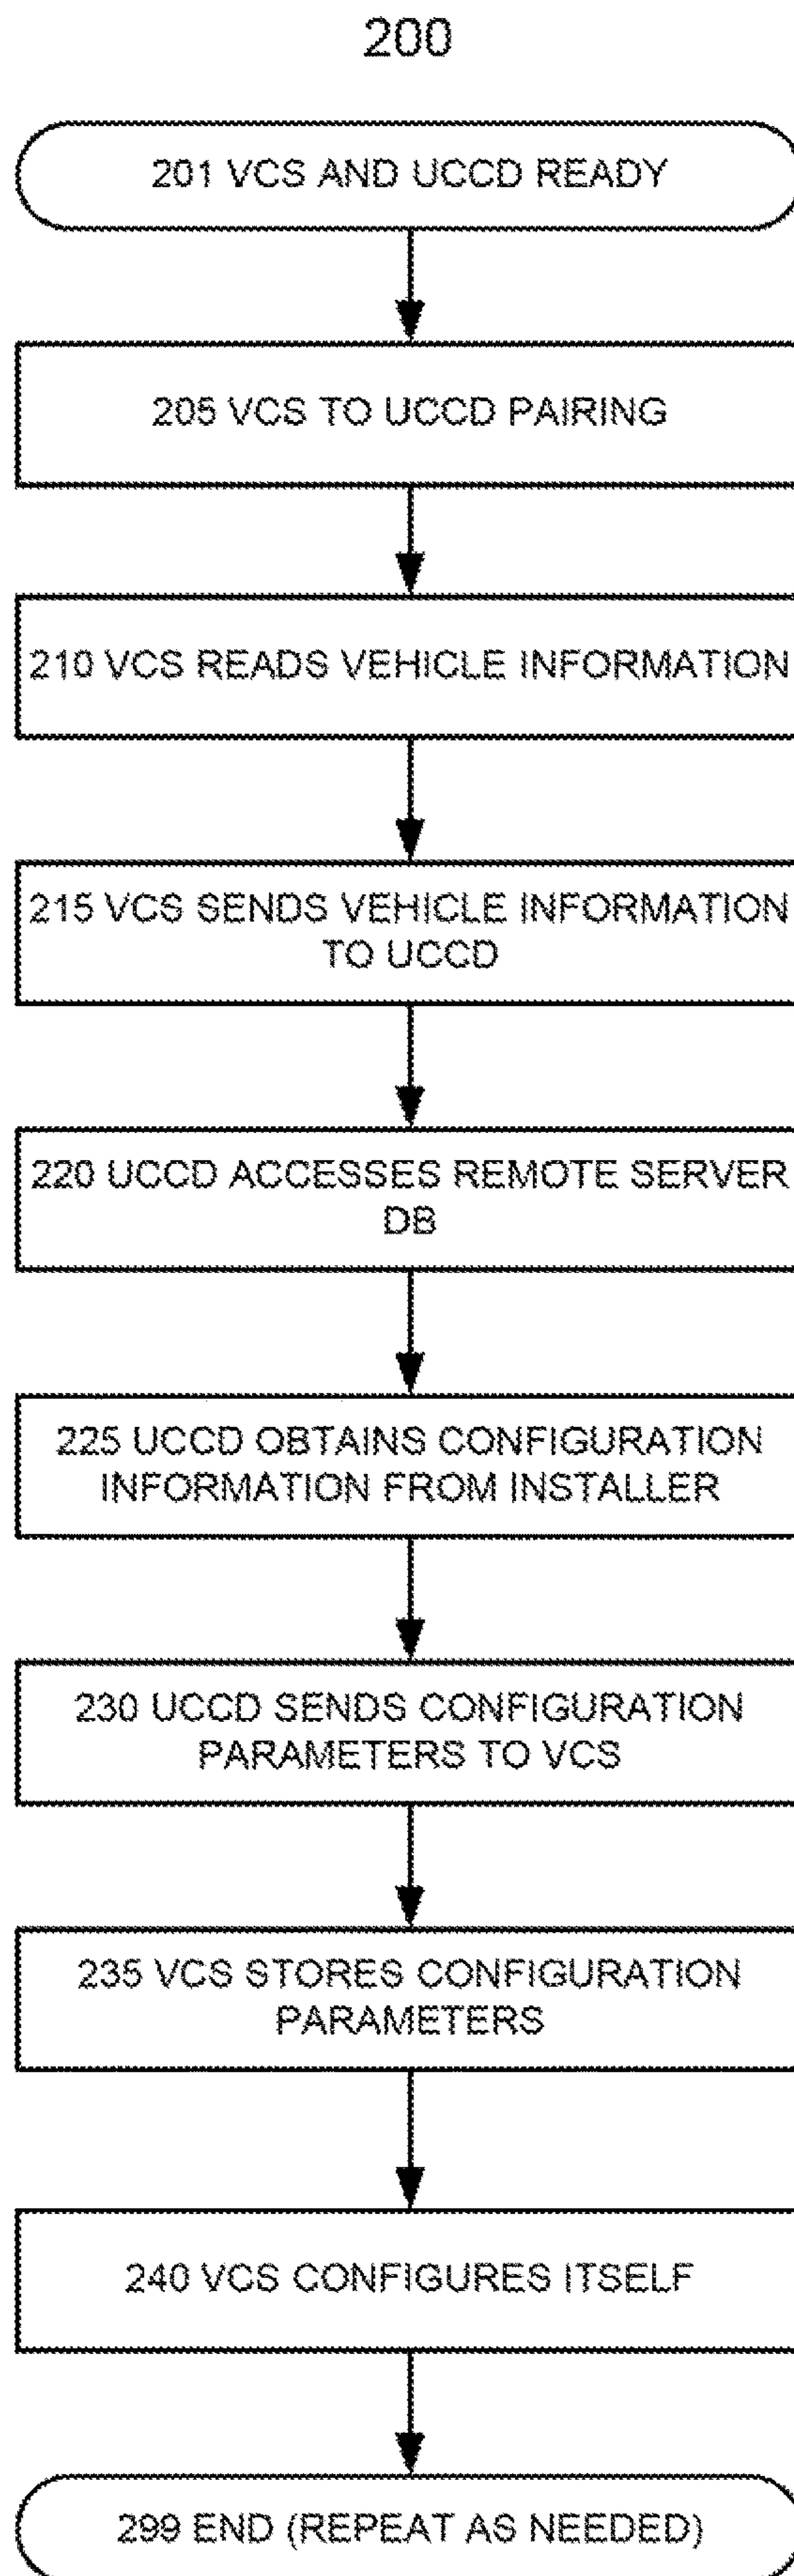 200
201 VCS AND UCCD READY
205 VCS TO UCCD PAIRING
210 VCS READS VEHICLE INFORMATION
215 VCS SENDS VEHICLE INFORMATION
TO UCCD
220 UCCD ACCESSES REMOTE SERVER
DB
225 UCCD OBTAINS CONFIGURATION
INFORMATION FROM INSTALLER
230 UCCD SENDS CONFIGURATION
PARAMETERS TO VCS
235 VCS STORES CONFIGURATION
PARAMETERS
240 VCS CONFIGURES ITSELF
299 END (REPEAT AS NEEDED)